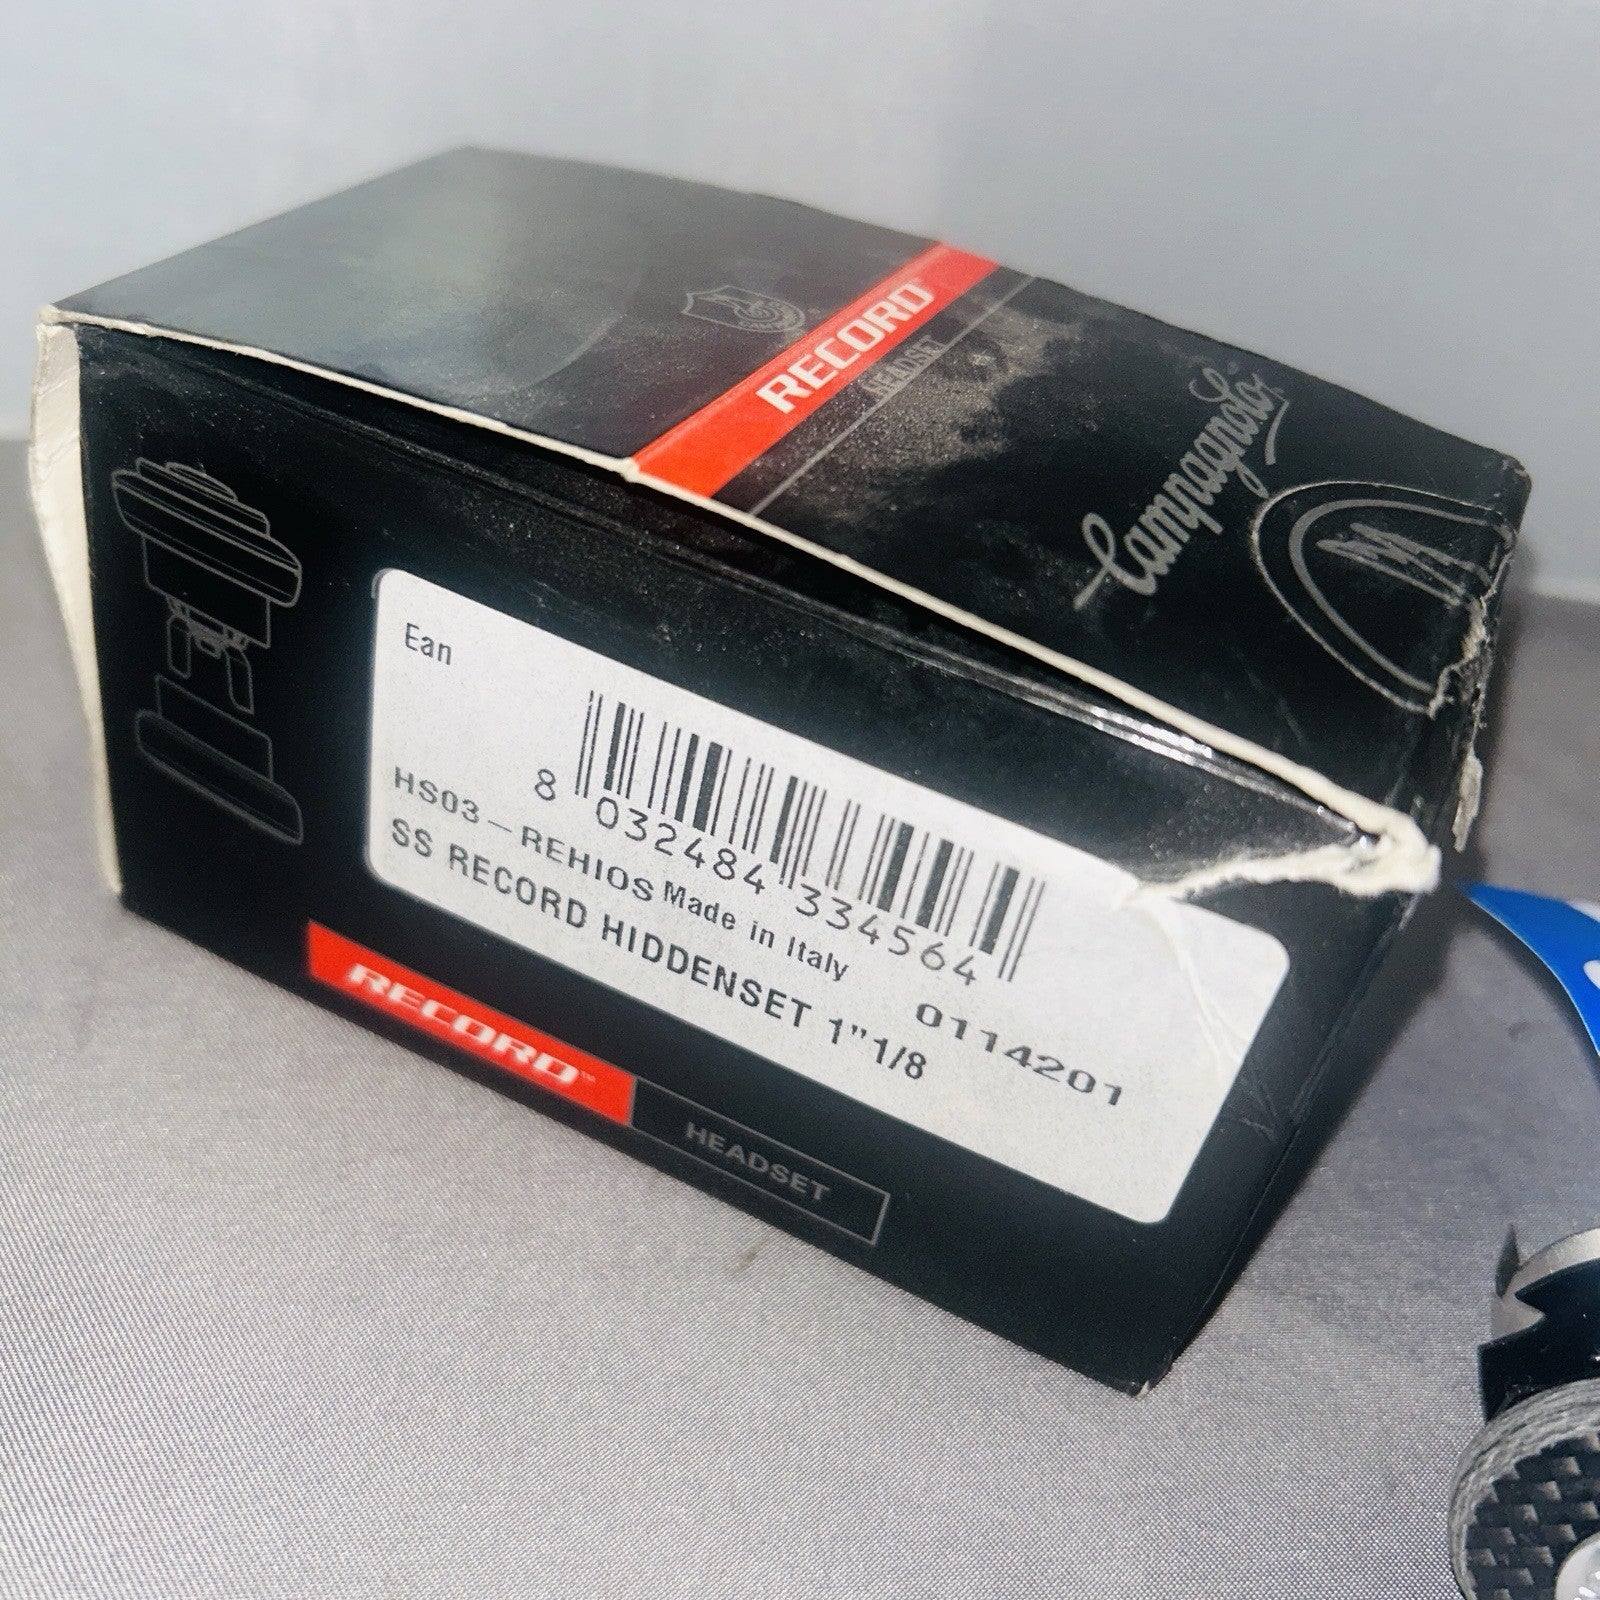 RECORD
HEADSET
Campagnolo
Ean
8 032484 334564
HS03-REHIOS Made in Italy 0114201
SS RECORD HIDDENSET 1"1/8
RECORD™
HEADSET